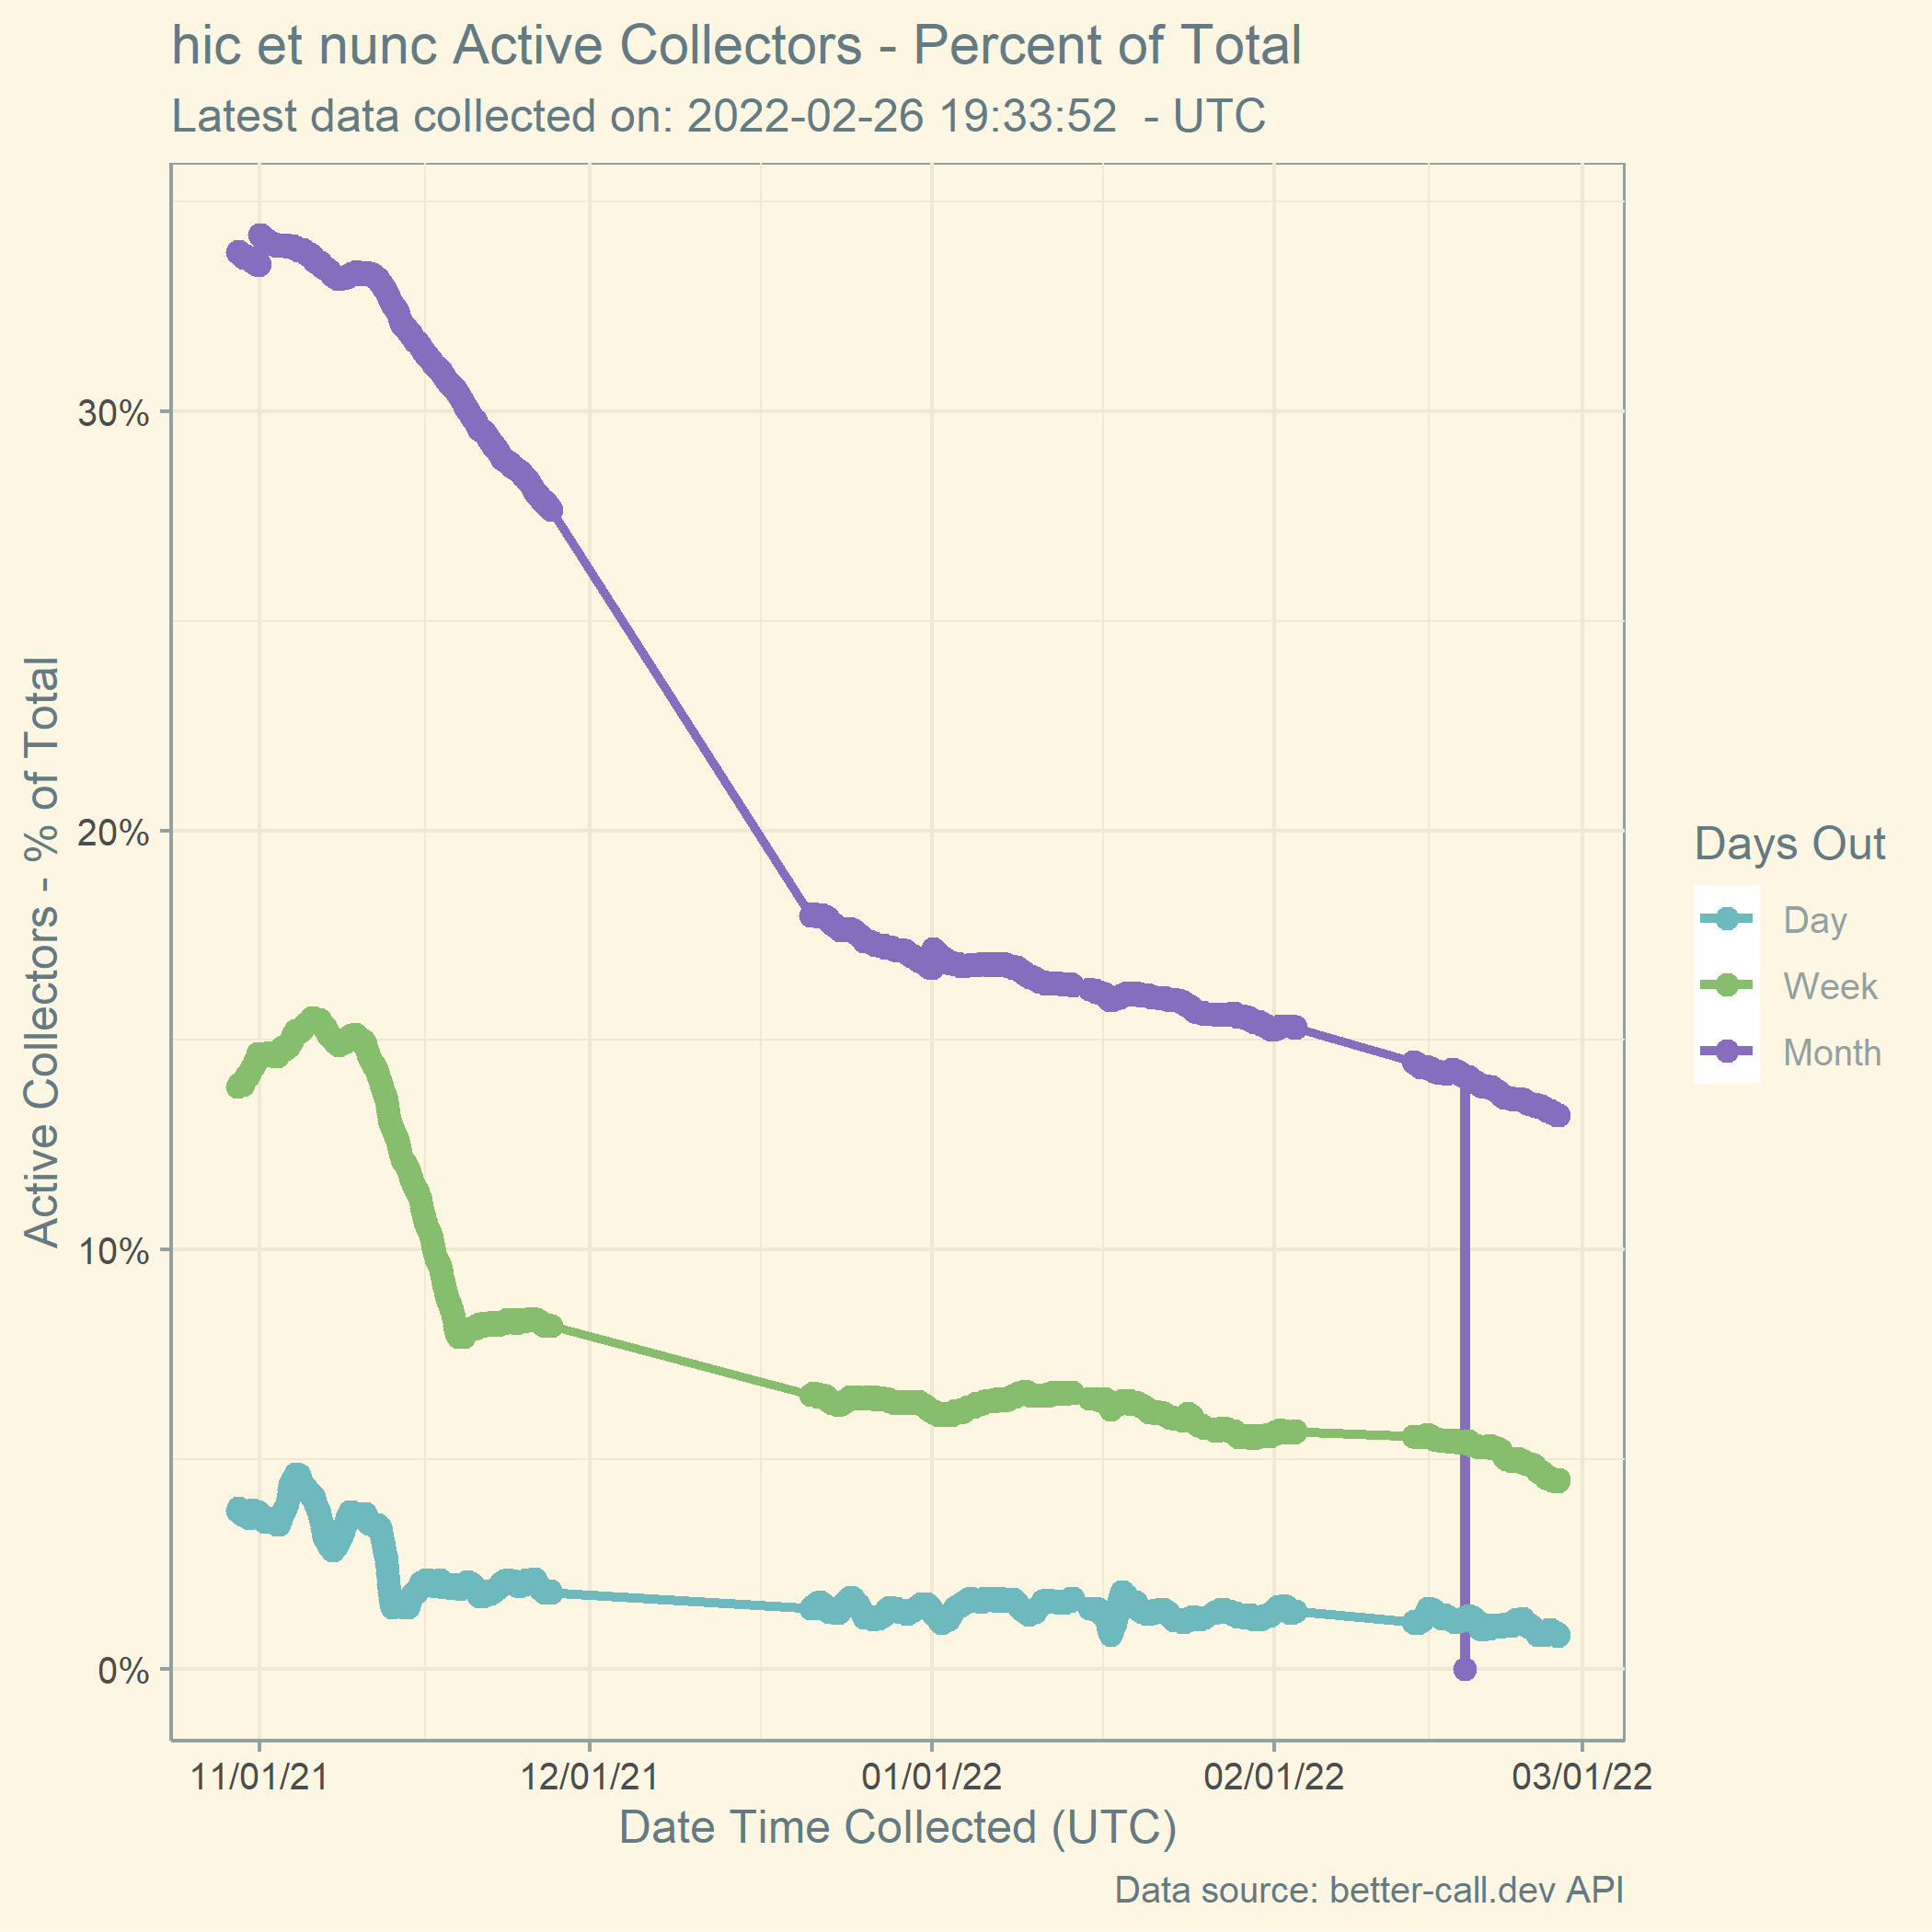 hic et nunc Active Collectors - Percent of Total
Latest data collected on: 2022-02-26 19:33:52  - UTC
Active Collectors - % of Total
30%
20%
10%
0%
11/01/21
12/01/21
01/01/22
02/01/22
03/01/22
Date Time Collected (UTC)
Days Out
Day
Week
Month
Data source: better-call.dev API